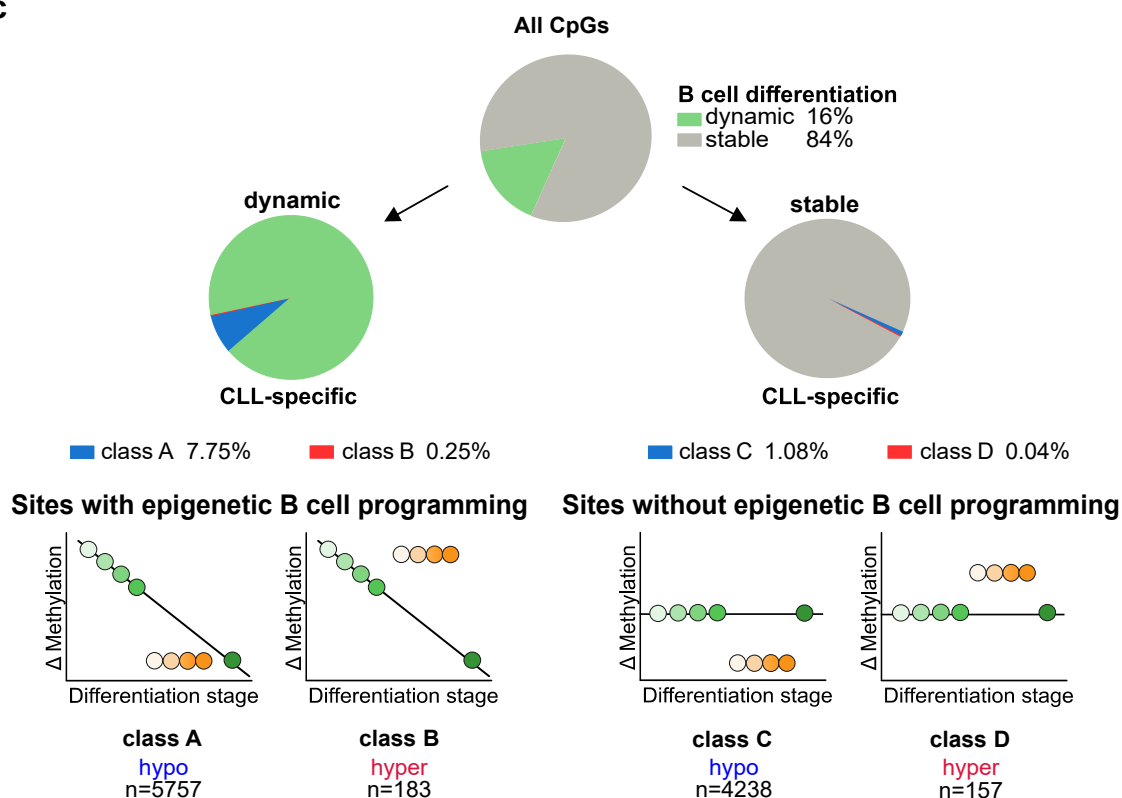 c
All CpGs
B cell differentiation
dynamic 16%
stable 84%
dynamic
stable
CLL-specific
CLL-specific
class A 7.75%
class B 0.25%
class C 1.08%
class D 0.04%
Sites with epigenetic B cell programming
Sites without epigenetic B cell programming
Δ Methylation
Differentiation stage
Δ Methylation
Differentiation stage
Δ Methylation
Differentiation stage
Δ Methylation
Differentiation stage
class A
hypo
n=5757
class B
hyper
n=183
class C
hypo
n=4238
class D
hyper
n=157